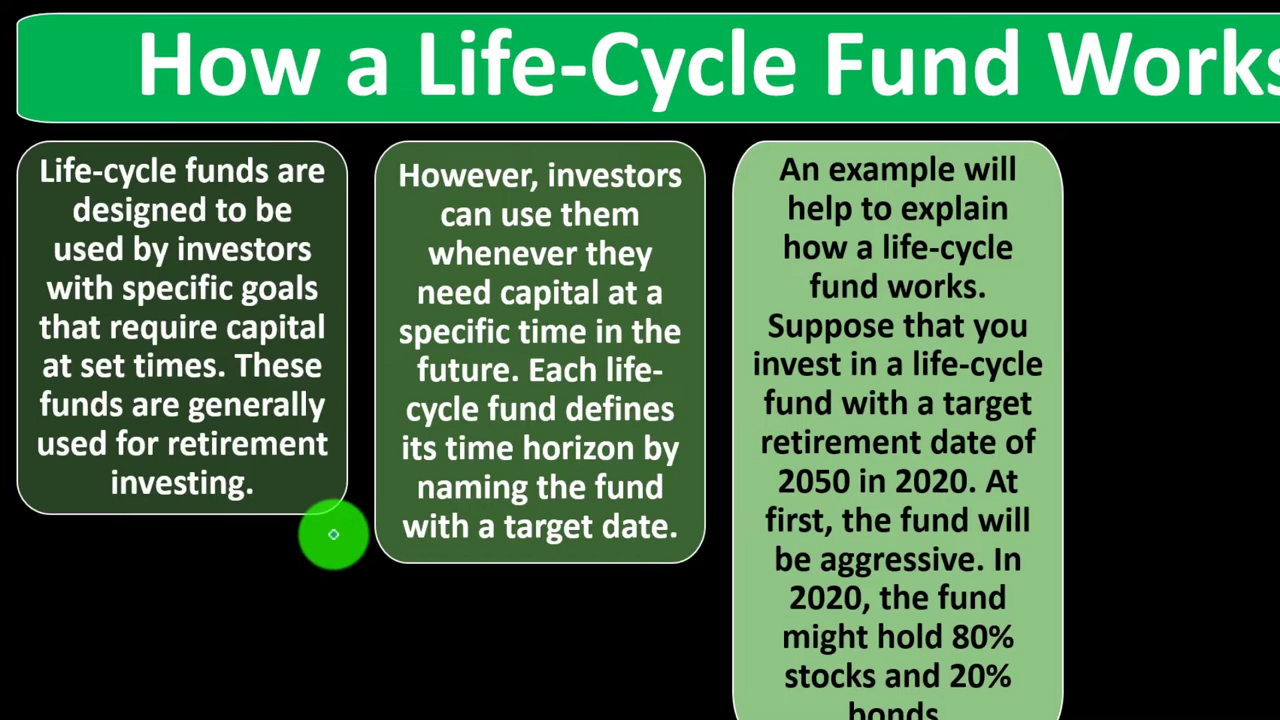 How a Life-Cycle Fund Works
Life-cycle funds are
designed to be
used by investors
with specific goals
that require capital
at set times. These
funds are generally
used for retirement
investing.
However, investors
can use them
whenever they
need capital at a
specific time in the
future. Each life-
cycle fund defines
its time horizon by
naming the fund
with a target date.
An example will
help to explain
how a life-cycle
fund works.
Suppose that you
invest in a life-cycle
fund with a target
retirement date of
2050 in 2020. At
first, the fund will
be aggressive. In
2020, the fund
might hold 80%
stocks and 20%
bonds